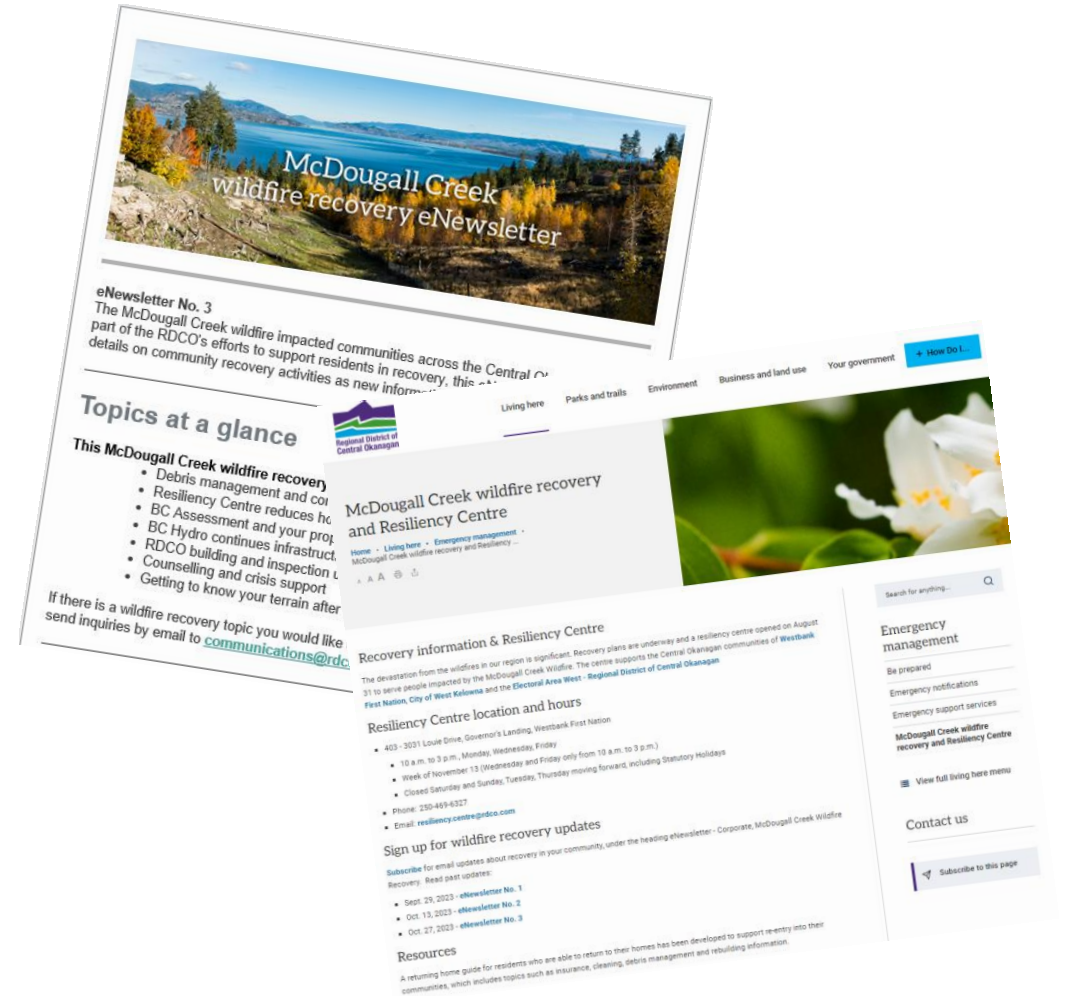 McDougall Creek
wildfire recovery eNewsletter
eNewsletter No. 3
The McDougall Creek wildfire impacted communities across the Central
part of the RDCO's efforts to support residents in recovery, this
details on community recovery activities as new
Topics at a glance
This McDougall Creek wildfire recovery
• Debris management and
• Resiliency Centre reduces
• BC Assessment and your
• BC Hydro continues
• RDCO building and inspection
• Counselling and crisis support
• Getting to know your terrain after
If there is a wildfire recovery topic you would like
send inquiries by email to communications@rdc
Regional District of
Central Okanagan
Living here
Parks and trails
Environment
Business and land use
Your government
+ How Do I...
McDougall Creek wildfire recovery
and Resiliency Centre
Home • Living here • Emergency management •
McDougall Creek wildfire recovery and Resiliency ...
A A A
Recovery information & Resiliency Centre
The devastation from the wildfires in our region is significant. Recovery plans are underway and a resiliency centre opened on August
31 to serve people impacted by the McDougall Creek Wildfire. The centre supports the Central Okanagan communities of Westbank
First Nation, City of West Kelowna and the Electoral Area West - Regional District of Central Okanagan
Resiliency Centre location and hours
• 403 - 3031 Louie Drive, Governor's Landing, Westbank First Nation
• 10 a.m. to 3 p.m., Monday, Wednesday, Friday
• Week of November 13 (Wednesday and Friday only from 10 a.m. to 3 p.m.)
• Closed Saturday and Sunday, Tuesday, Thursday moving forward, including Statutory Holidays
• Phone: 250-469-6327
• Email: resiliency.centre@rdco.com
Sign up for wildfire recovery updates
Subscribe for email updates about recovery in your community, under the heading eNewsletter - Corporate, McDougall Creek Wildfire
Recovery. Read past updates:
• Sept. 29, 2023 - eNewsletter No. 1
• Oct. 13, 2023 - eNewsletter No. 2
• Oct. 27, 2023 - eNewsletter No. 3
Resources
A returning home guide for residents who are able to return to their homes has been developed to support re-entry into their
communities, which includes topics such as insurance, cleaning, debris management and rebuilding information.
Search for anything...
Emergency
management
Be prepared
Emergency notifications
Emergency support services
McDougall Creek wildfire
recovery and Resiliency Centre
View full living here menu
Contact us
Subscribe to this page